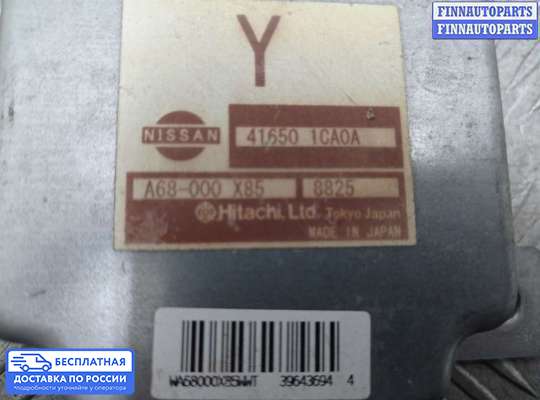 FINNAUTOPARTS
FINNAUTOPARTS
FINNAUTOPARTS
Y
NISSAN
41650 1CA0A
A68-000 X85 8825
Hitachi, Ltd. Tokyo Japan
MADE IN JAPAN
WA68000X85WWT 39643694 4
БЕСПЛАТНАЯ
ДОСТАВКА ПО РОССИИ